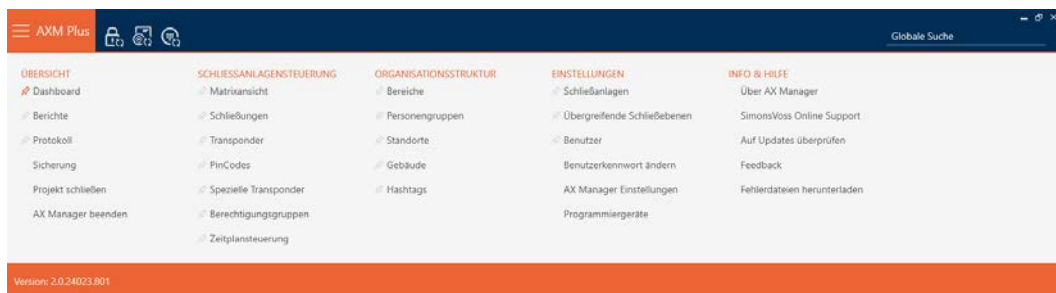 AXM Plus
Globale Suche
ÜBERSICHT
Dashboard
Berichte
Protokoll
Sicherung
Projekt schließen
AX Manager beenden
SCHLIESSANLAGENSTEUERUNG
Matrixansicht
Schließungen
Transponder
PinCodes
Spezielle Transponder
Berechtigungsgruppen
Zeitplansteuerung
ORGANISATIONSSTRUKTUR
Bereiche
Personengruppen
Standorte
Gebäude
Hashtags
EINSTELLUNGEN
Schließanlagen
Übergreifende Schließebenen
Benutzer
Benutzerkennwort ändern
AX Manager Einstellungen
Programmiergeräte
INFO & HILFE
Über AX Manager
SimonsVoss Online Support
Auf Updates überprüfen
Feedback
Fehlerdateien herunterladen
Version: 2.0.24023.801